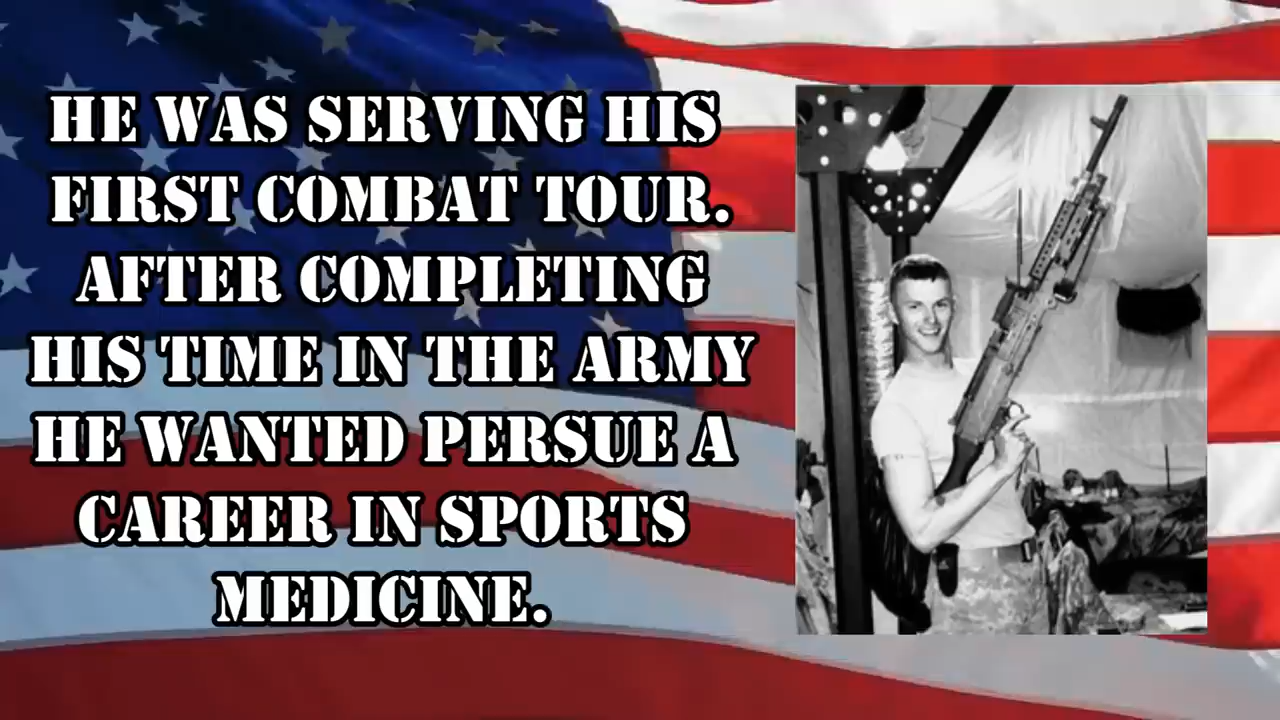 HE WAS SERVING HIS
FIRST COMBAT TOUR.
AFTER COMPLETING
HIS TIME IN THE ARMY
HE WANTED PERSUE A
CAREER IN SPORTS
MEDICINE.